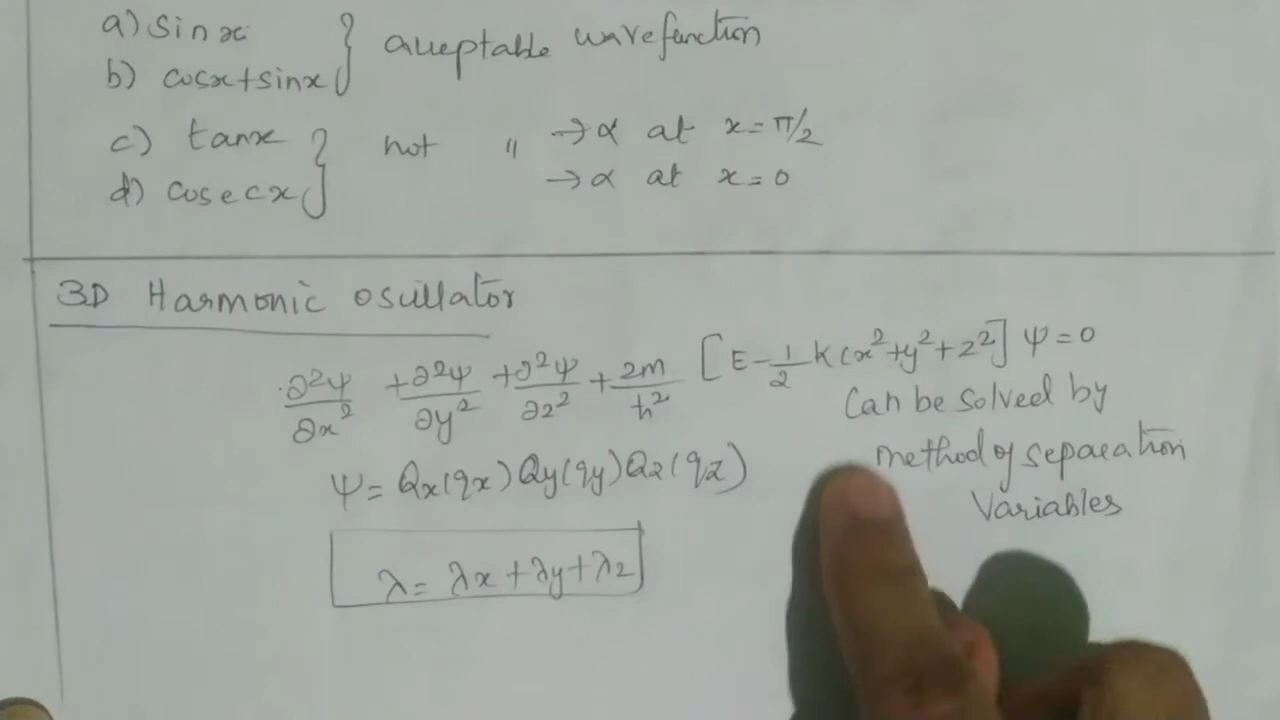 a) sinx } acceptable wavefunction
b) cosx+sinx
c) tanx } not " → α at x=π/2
d) cosecx → α at x=0
3D Harmonic oscillator
∂²ψ/∂x² + ∂²ψ/∂y² + ∂²ψ/∂z² + 2m/ħ² [E - 1/2 K(x²+y²+z²] ψ=0
Can be solved by
method of separation
Variables
ψ = Qx(qx) Qy(qy) Qz(qz)
λ = λx + λy + λz